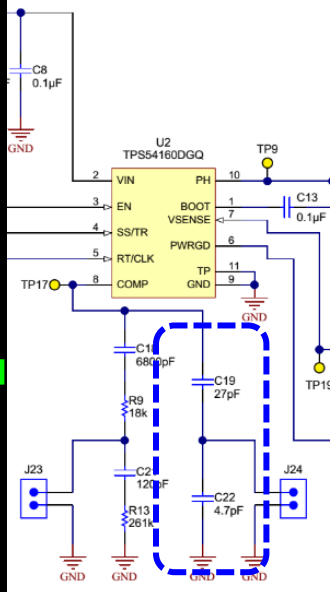 C8
0.1µF
GND
U2
TPS54160DGQ
TP9
2 VIN
PH 10
3 EN
BOOT 1
C13
0.1µF
VSENSE 7
4 SS/TR
PWRGD 6
5 RT/CLK
TP 11
TP17
8 COMP
GND 9
GND
6800pF
C19
27pF
TP19
R9
18k
J23
120pF
C22
4.7pF
J24
R13
261k
GND
GND
GND
GND